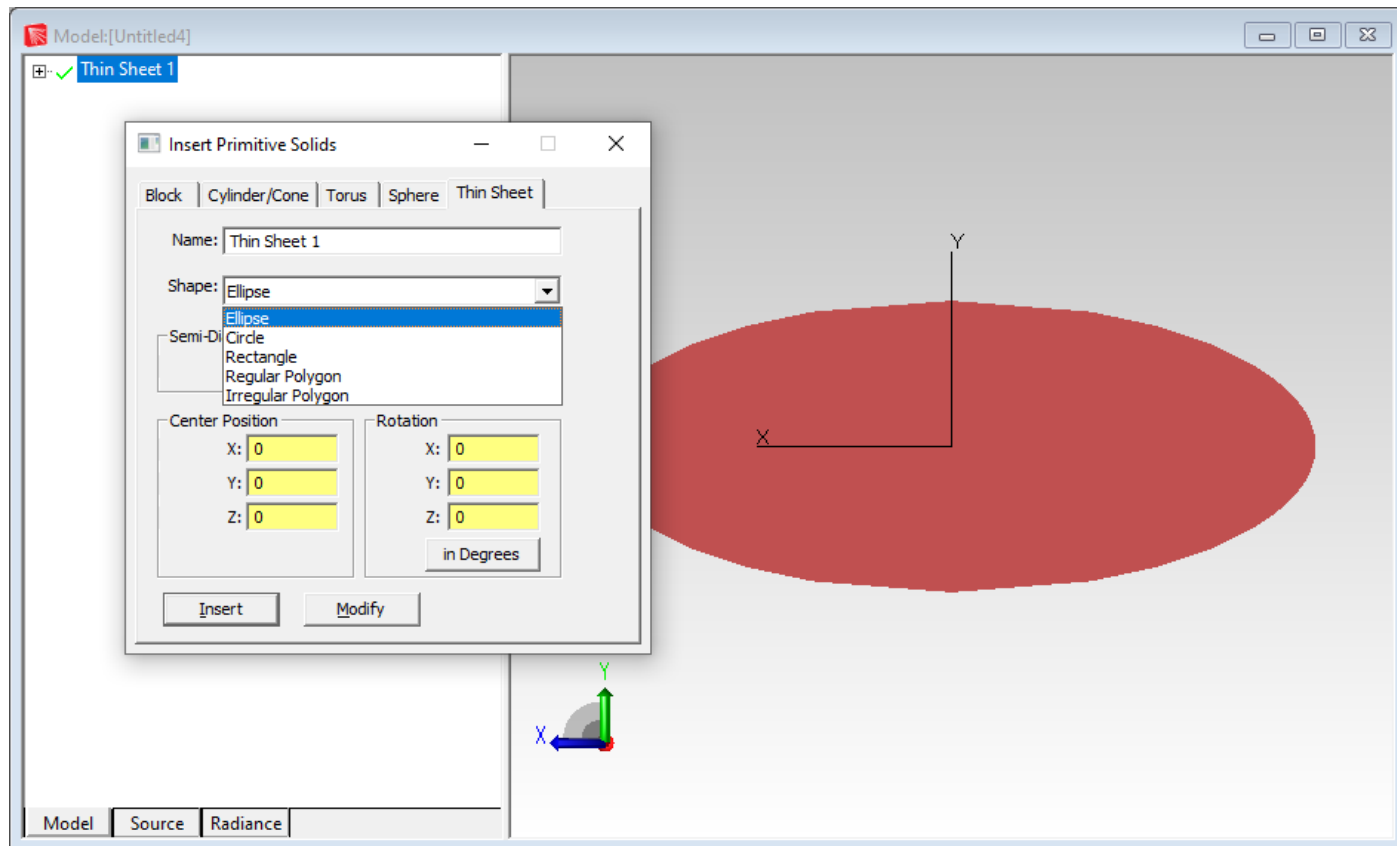 Model:[Untitled4]
Thin Sheet 1
Insert Primitive Solids
Block Cylinder/Cone Torus Sphere Thin Sheet
Name: Thin Sheet 1
Shape: Ellipse
Ellipse
Semi-Di Circle
Rectangle
Regular Polygon
Irregular Polygon
Center Position Rotation
X: 0 X: 0
Y: 0 Y: 0
Z: 0 Z: 0
in Degrees
Insert Modify
Y
X
Y
X
Model Source Radiance